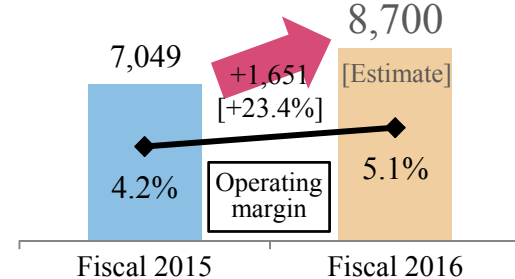 8,700
7,049
+1,651
[+23.4%]
[Estimate]
4.2%
5.1%
Operating
margin
Fiscal 2015
Fiscal 2016